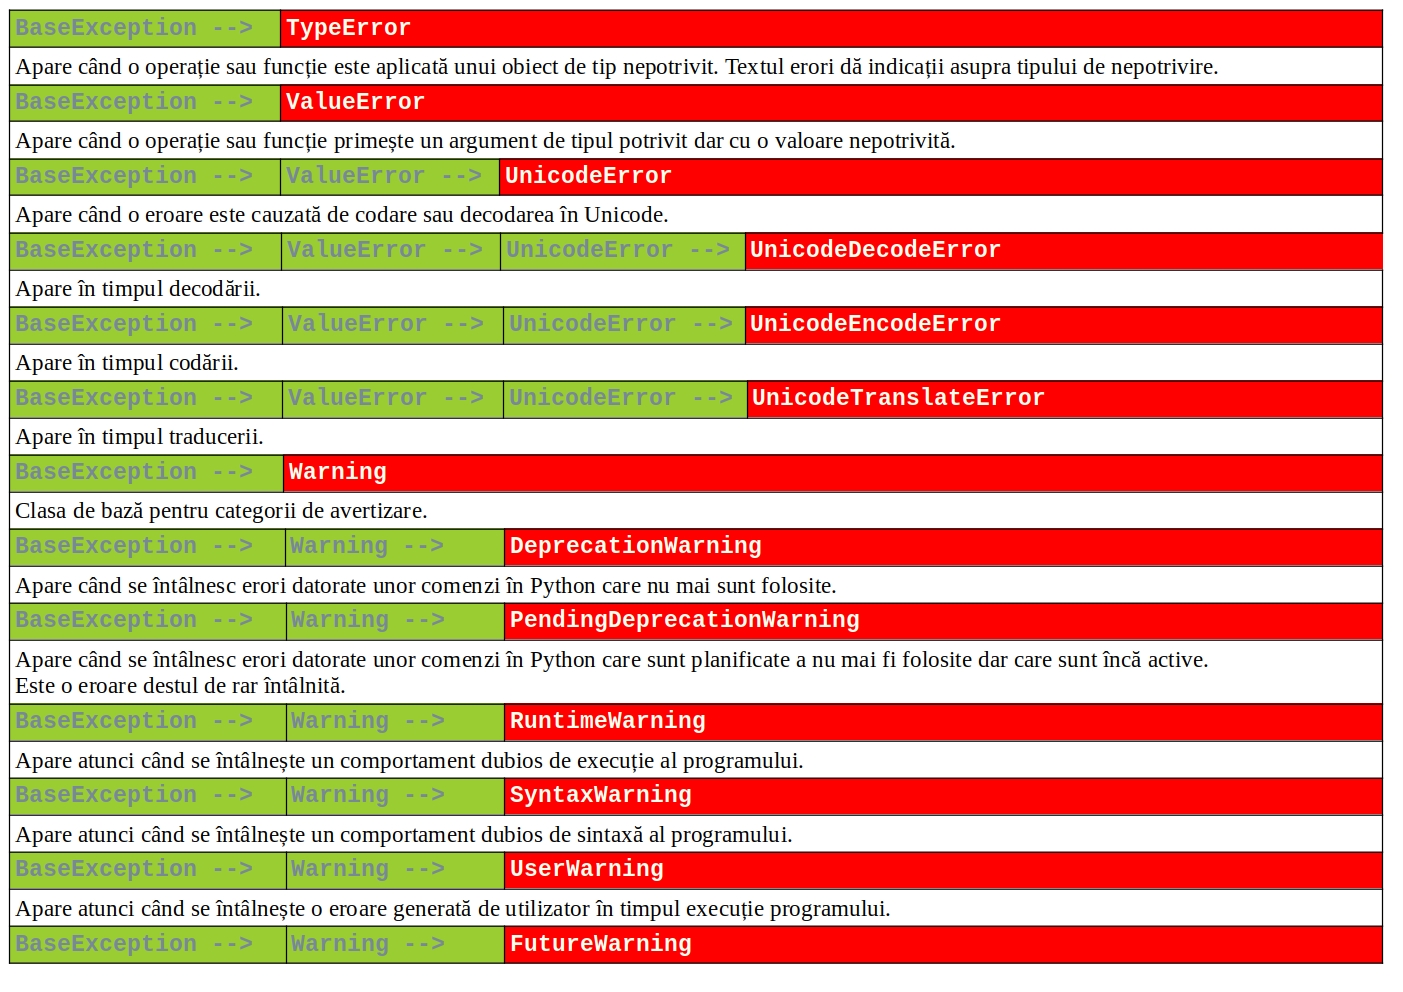 BaseException --> TypeError
Apare când o operație sau funcție este aplicată unui obiect de tip nepotrivit. Textul erori dă indicații asupra tipului de nepotrivire.
BaseException --> ValueError
Apare când o operație sau funcție primește un argument de tipul potrivit dar cu o valoare nepotrivită.
BaseException --> ValueError --> UnicodeError
Apare când o eroare este cauzată de codare sau decodarea în Unicode.
BaseException --> ValueError --> UnicodeError --> UnicodeDecodeError
Apare în timpul decodării.
BaseException --> ValueError --> UnicodeError --> UnicodeEncodeError
Apare în timpul codării.
BaseException --> ValueError --> UnicodeError --> UnicodeTranslateError
Apare în timpul traducerii.
BaseException --> Warning
Clasa de bază pentru categorii de avertizare.
BaseException --> Warning --> DeprecationWarning
Apare când se întâlnesc erori datorate unor comenzi în Python care nu mai sunt folosite.
BaseException --> Warning --> PendingDeprecationWarning
Apare când se întâlnesc erori datorate unor comenzi în Python care sunt planificate a nu mai fi folosite dar care sunt încă active.
Este o eroare destul de rar întâlnită.
BaseException --> Warning --> RuntimeWarning
Apare atunci când se întâlnește un comportament dubios de execuție al programului.
BaseException --> Warning --> SyntaxWarning
Apare atunci când se întâlnește un comportament dubios de sintaxă al programului.
BaseException --> Warning --> UserWarning
Apare atunci când se întâlnește o eroare generată de utilizator în timpul execuție programului.
BaseException --> Warning --> FutureWarning